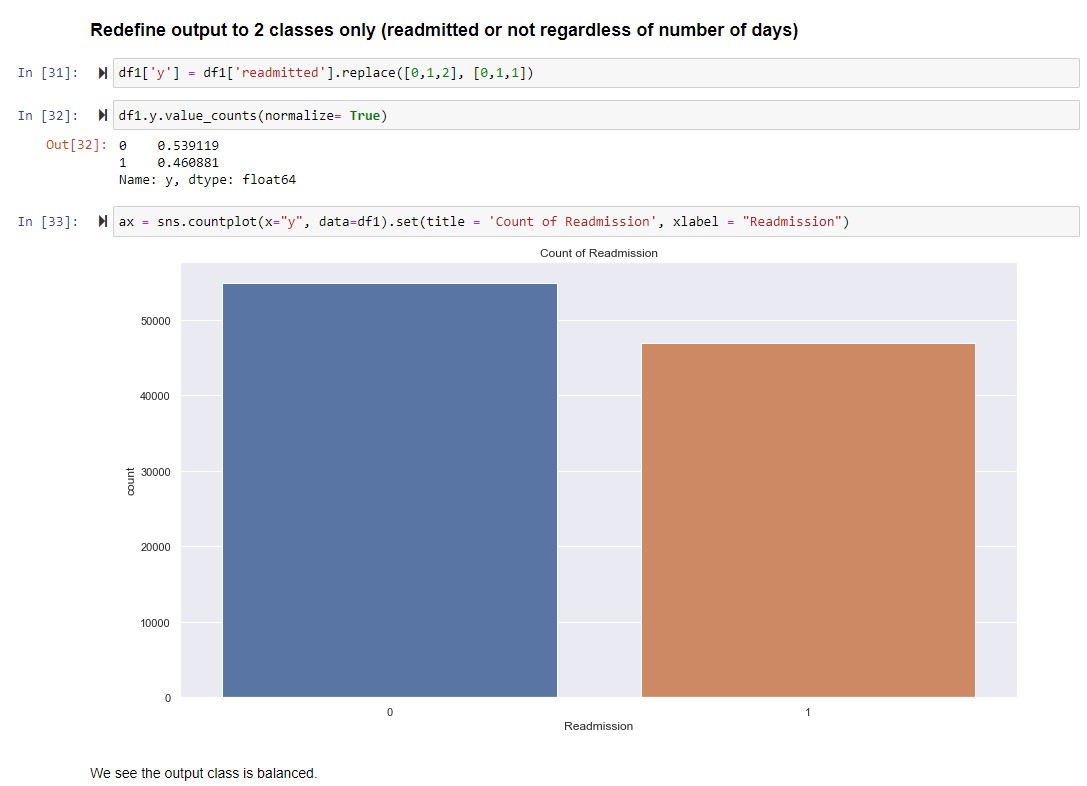 Redefine output to 2 classes only (readmitted or not regardless of number of days)
In [31]: df1['y'] = df1['readmitted'].replace([0,1,2], [0,1,1])
In [32]: df1.y.value_counts(normalize= True)
Out[32]: 0    0.539119
1    0.460881
Name: y, dtype: float64
In [33]: ax = sns.countplot(x="y", data=df1).set(title = 'Count of Readmission', xlabel = "Readmission")
Count of Readmission
50000
40000
30000
20000
10000
0
count
0 1
Readmission
We see the output class is balanced.